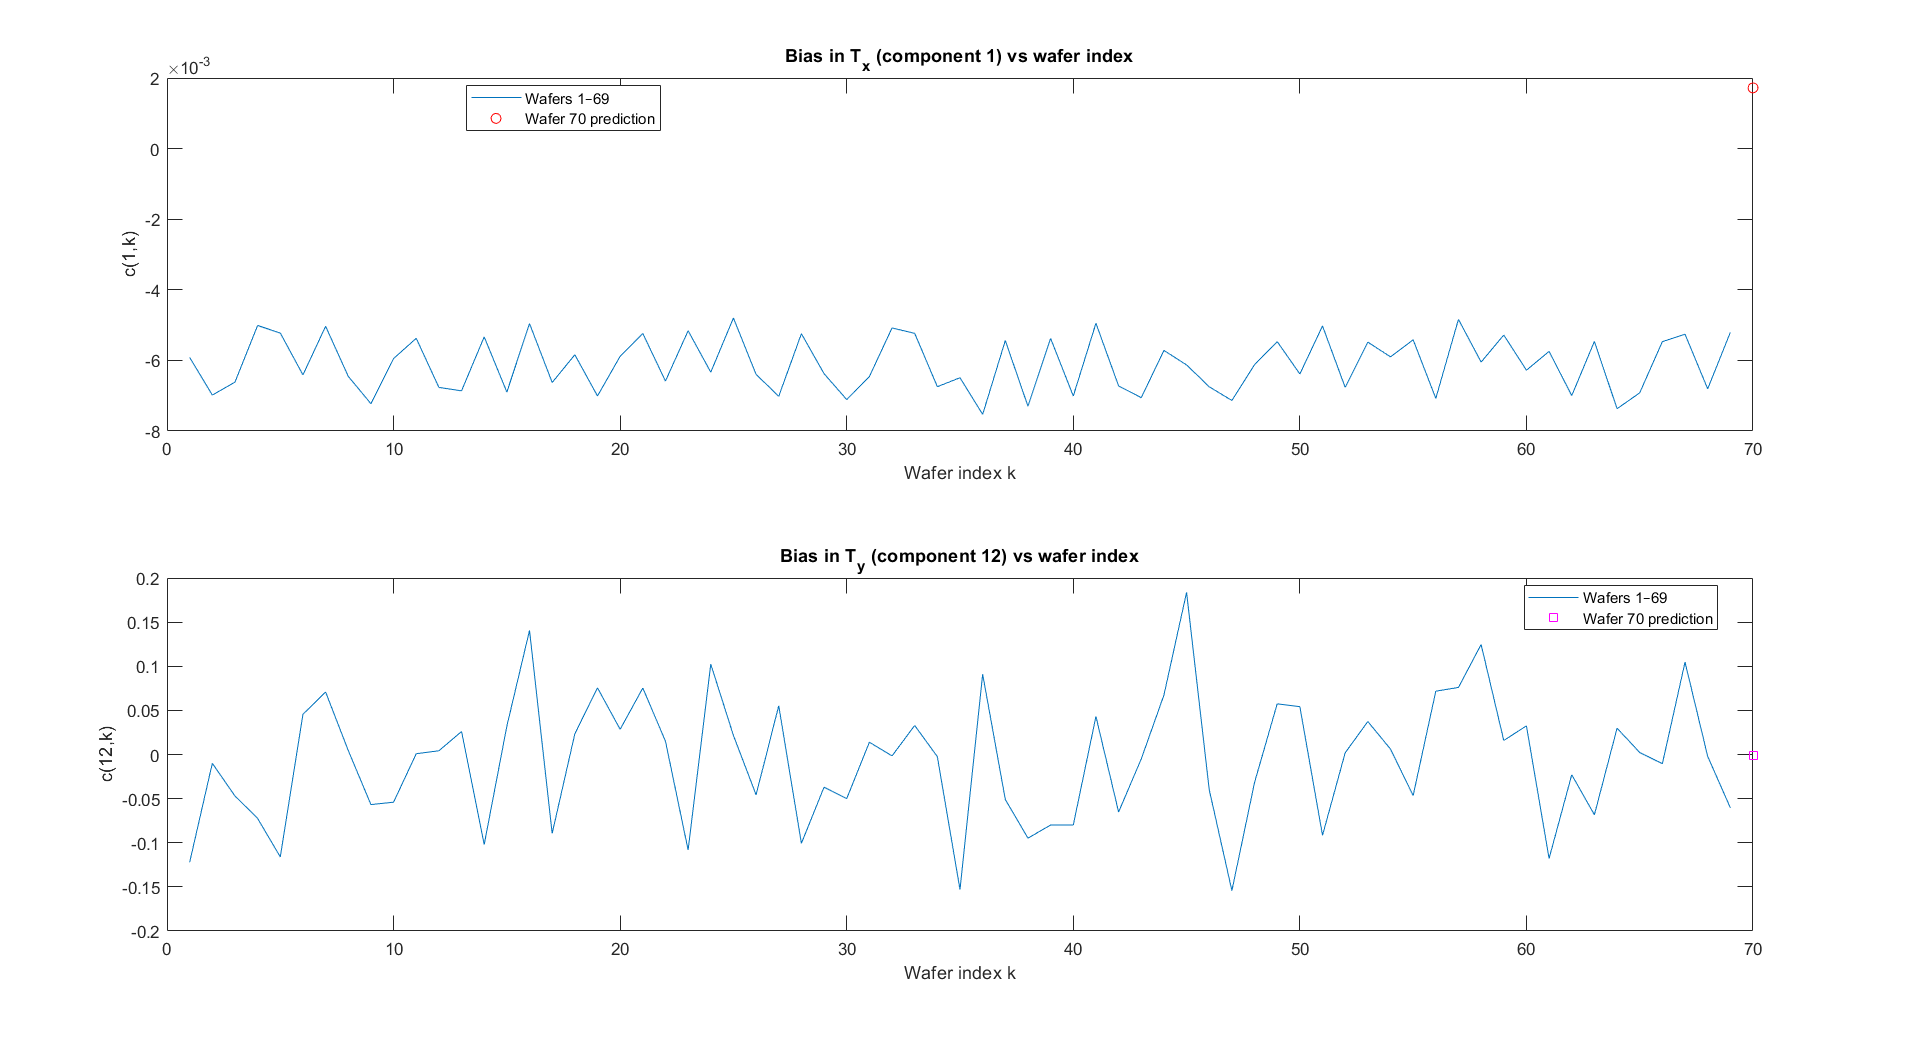 Bias in Tx (component 1) vs wafer index
×10-3
2
0
-2
-4
-6
-8
c(1,k)
Wafers 1–69
Wafer 70 prediction
0 10 20 30 40 50 60 70
Wafer index k
Bias in Ty (component 12) vs wafer index
0.2
0.15
0.1
0.05
0
-0.05
-0.1
-0.15
-0.2
c(12,k)
Wafers 1–69
Wafer 70 prediction
0 10 20 30 40 50 60 70
Wafer index k